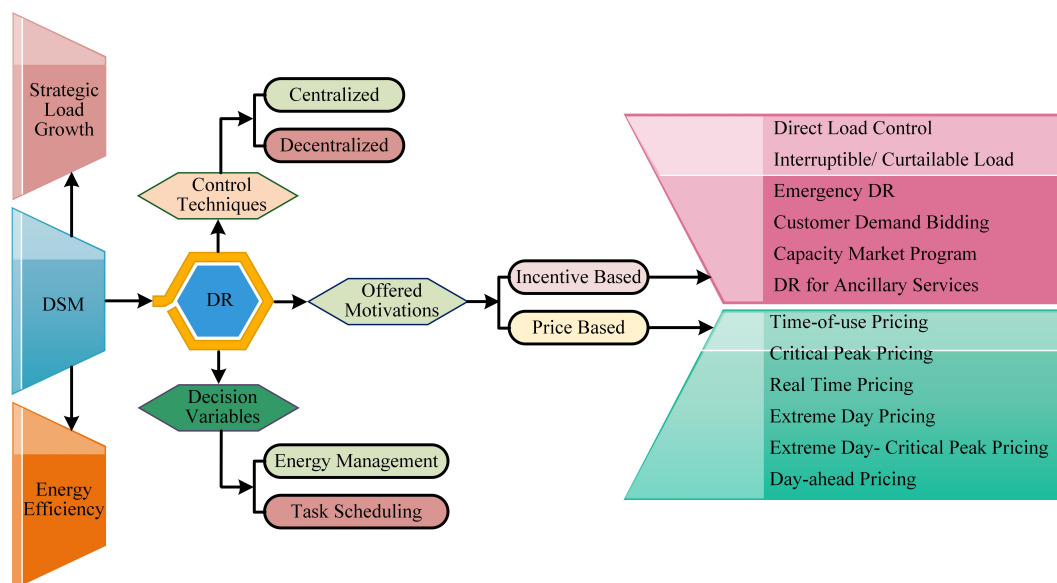 Strategic
Load
Growth
DSM
Energy
Efficiency
Centralized
Decentralized
Control
Techniques
DR
Offered
Motivations
Decision
Variables
Energy Management
Task Scheduling
Incentive Based
Price Based
Direct Load Control
Interruptible/ Curtailable Load
Emergency DR
Customer Demand Bidding
Capacity Market Program
DR for Ancillary Services
Time-of-use Pricing
Critical Peak Pricing
Real Time Pricing
Extreme Day Pricing
Extreme Day- Critical Peak Pricing
Day-ahead Pricing